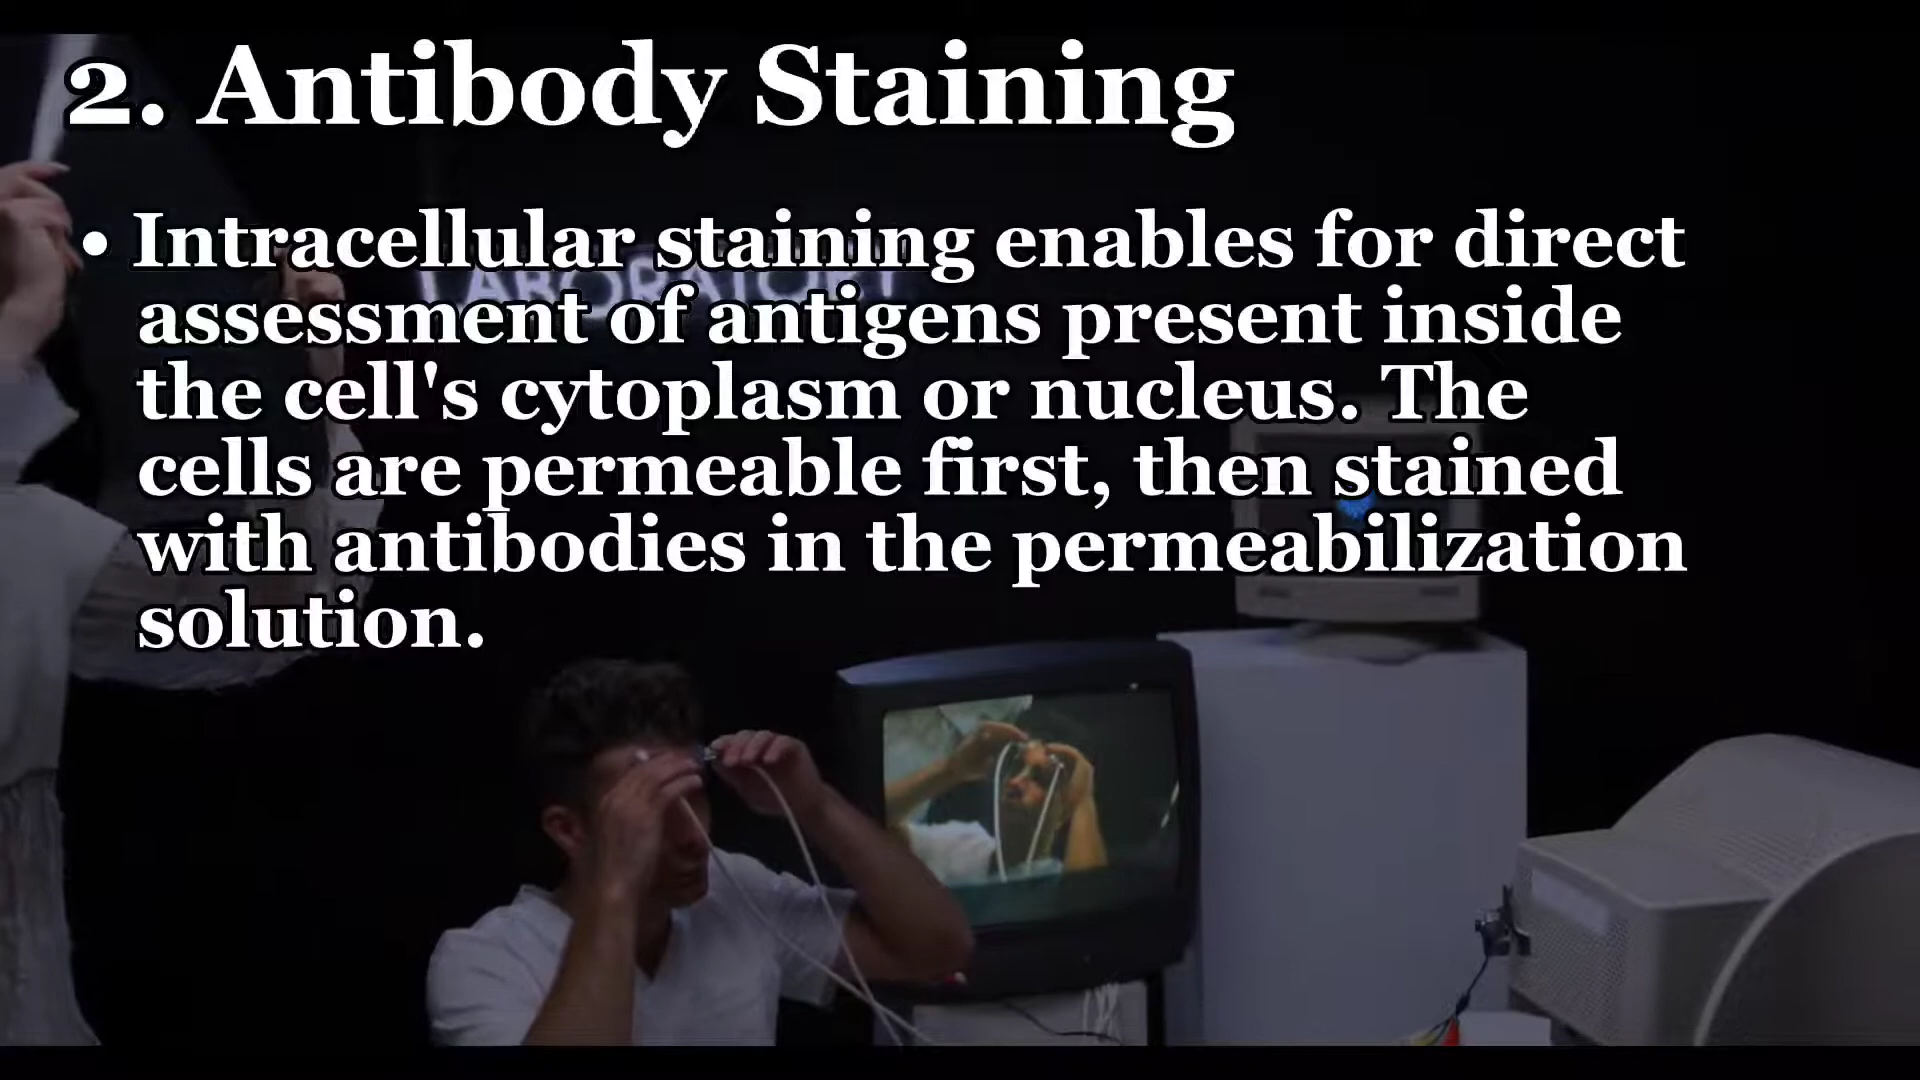 2. Antibody Staining
• Intracellular staining enables for direct
LABORATORY
assessment of antigens present inside
the cell's cytoplasm or nucleus. The
cells are permeable first, then stained
with antibodies in the permeabilization
solution.